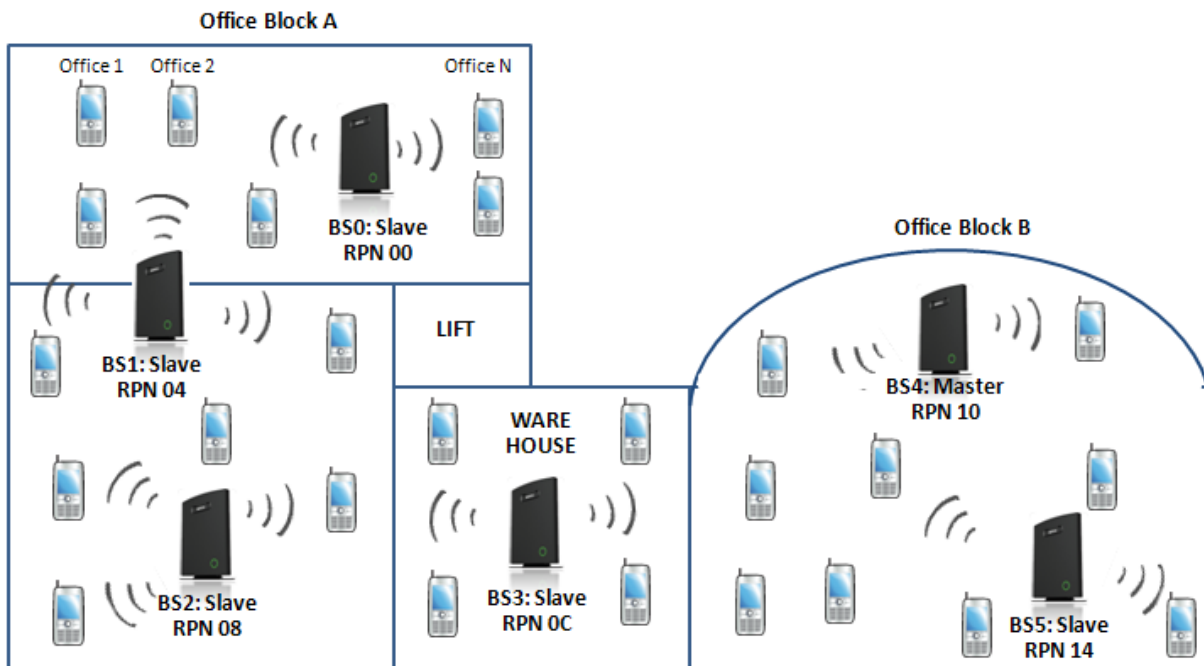 Office Block A
Office 1
Office 2
Office N
BS0: Slave
RPN 00
Office Block B
BS1: Slave
RPN 04
LIFT
BS4: Master
RPN 10
WARE
HOUSE
BS2: Slave
RPN 08
BS3: Slave
RPN 0C
BS5: Slave
RPN 14